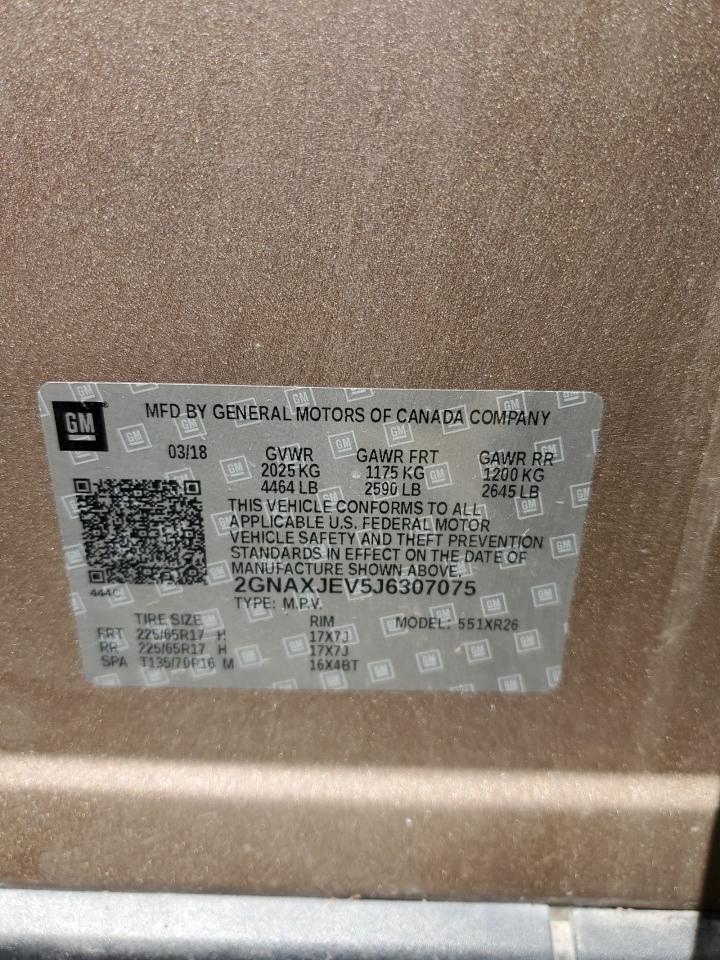 GM
MFD BY GENERAL MOTORS OF CANADA COMPANY
03/18 GVWR GAWR FRT GAWR RR
2025 KG 1175 KG 1200 KG
4464 LB 2590 LB 2645 LB
THIS VEHICLE CONFORMS TO ALL
APPLICABLE U.S. FEDERAL MOTOR
VEHICLE SAFETY AND THEFT PREVENTION
STANDARDS IN EFFECT ON THE DATE OF
MANUFACTURE SHOWN ABOVE.
444C 2GNAXJEV5J6307075
TYPE: M.P.V.
TIRE SIZE RIM MODEL: 551XR26
FRT 225/65R17 H 17X7J
RR 225/65R17 H 17X7J
SPA T135/70R16 M 16X4BT